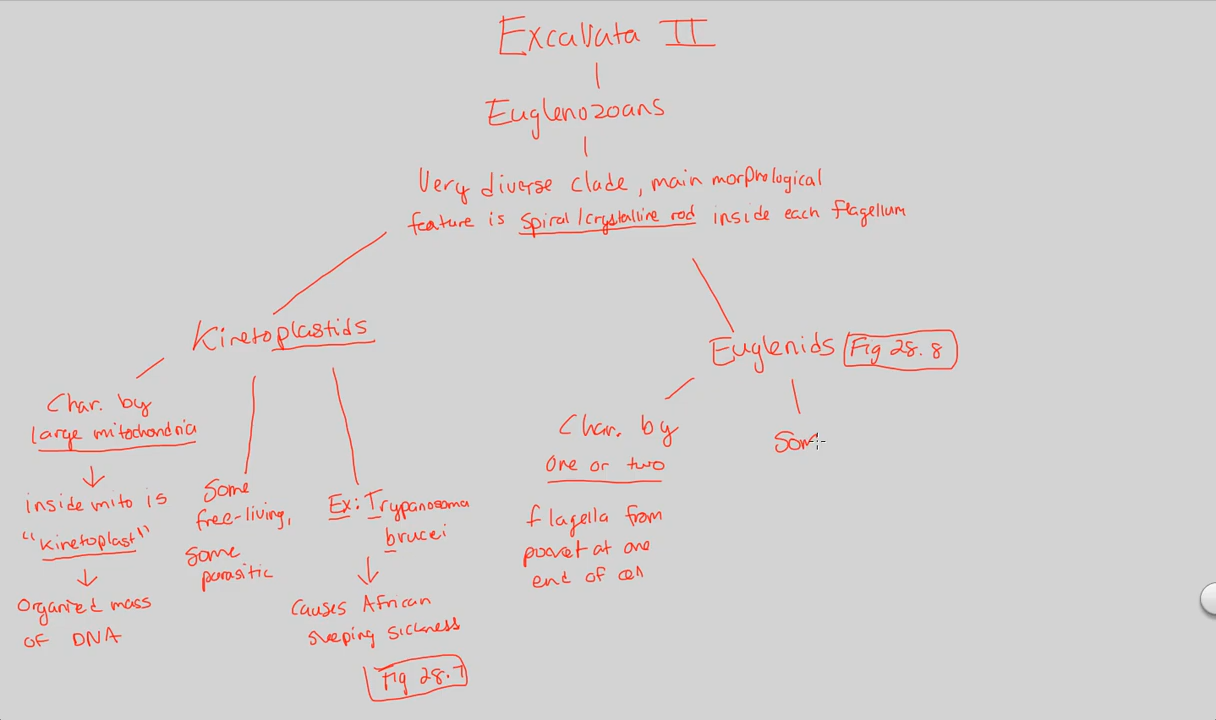 Excavata II
Euglenozoans
Very diverse clade, main morphological
feature is spiral/crystalline rod inside each flagellum
Kinetoplastids
Char. by
large mitochondria
inside mito is
"kinetoplast"
Organized mass
of DNA
Some
free-living,
some
parasitic
Ex: Trypanosoma
brucei
Causes African
sleeping sickness
Fig 28.7
Euglenids Fig 28.8
Char. by
one or two
flagella from
pocket at one
end of cell
Som